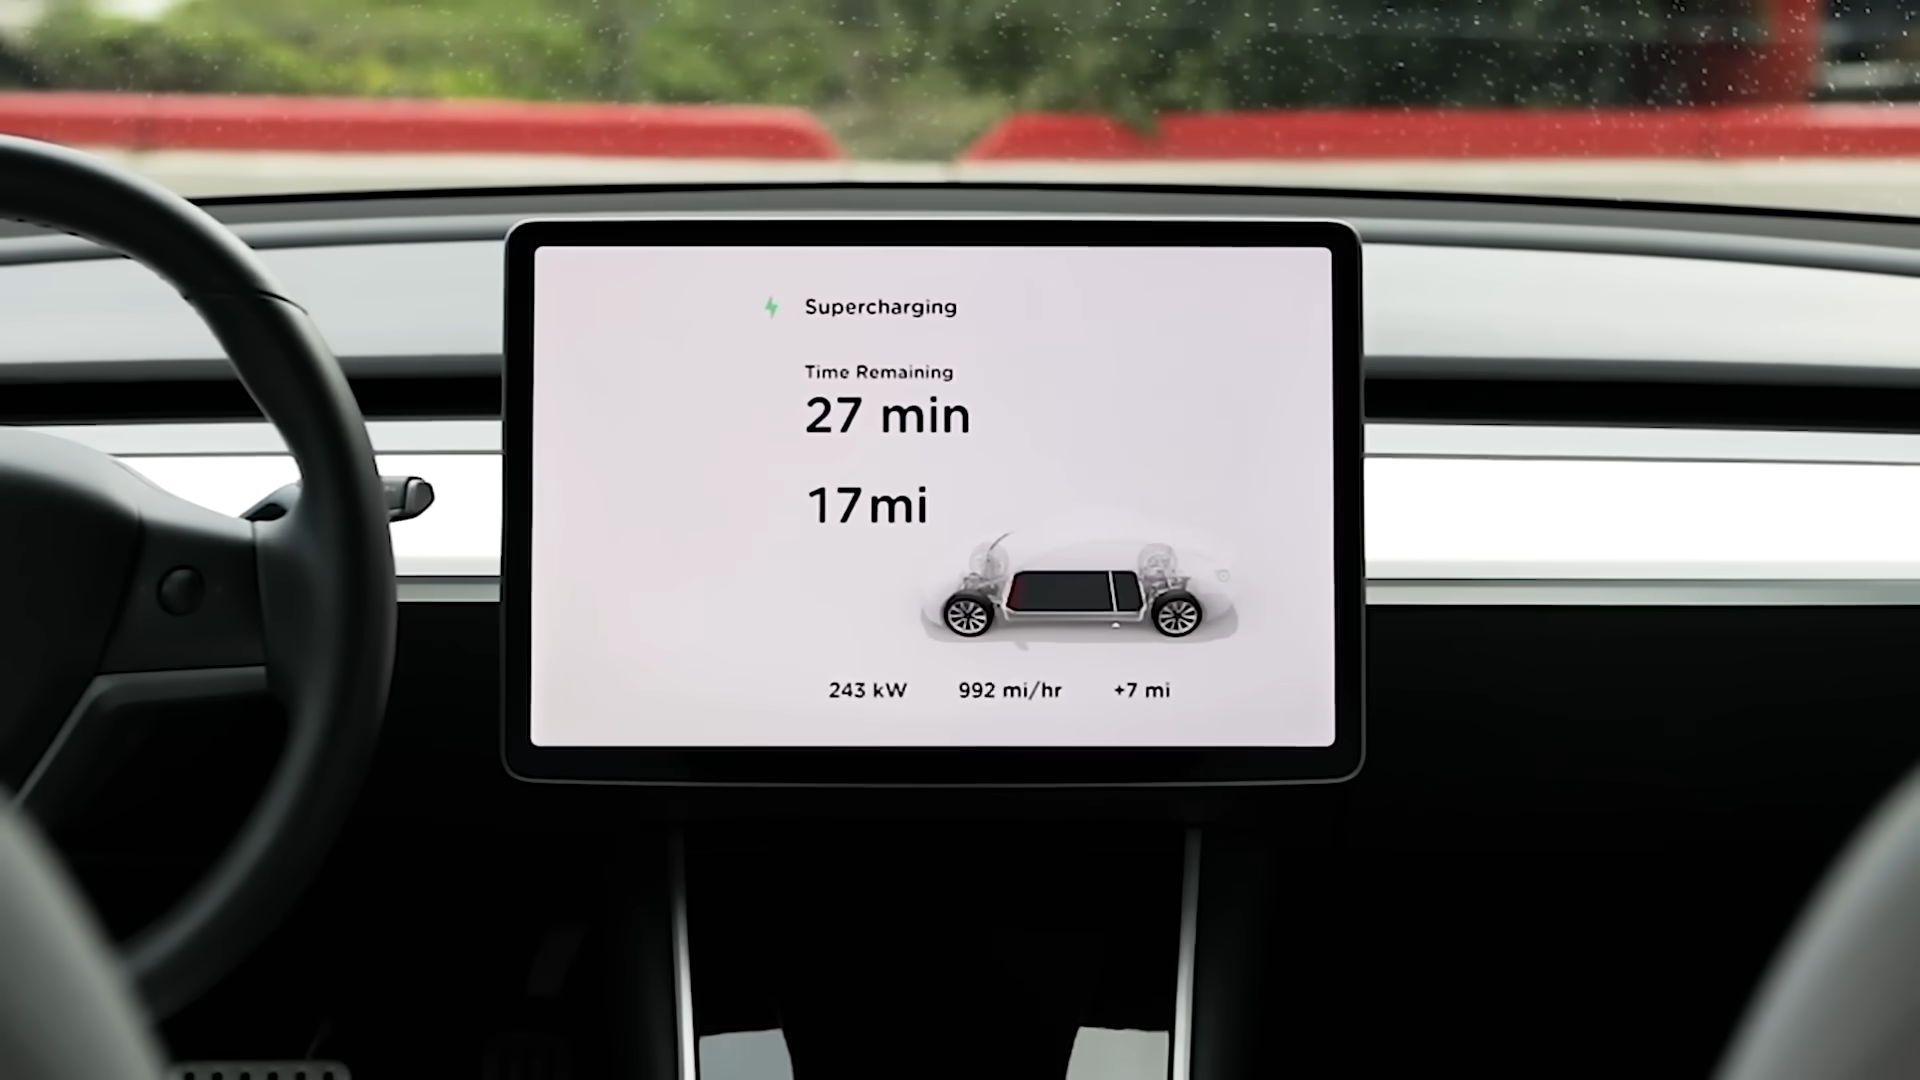 Supercharging
Time Remaining
27 min
17 mi
243 kW 992 mi/hr +7 mi